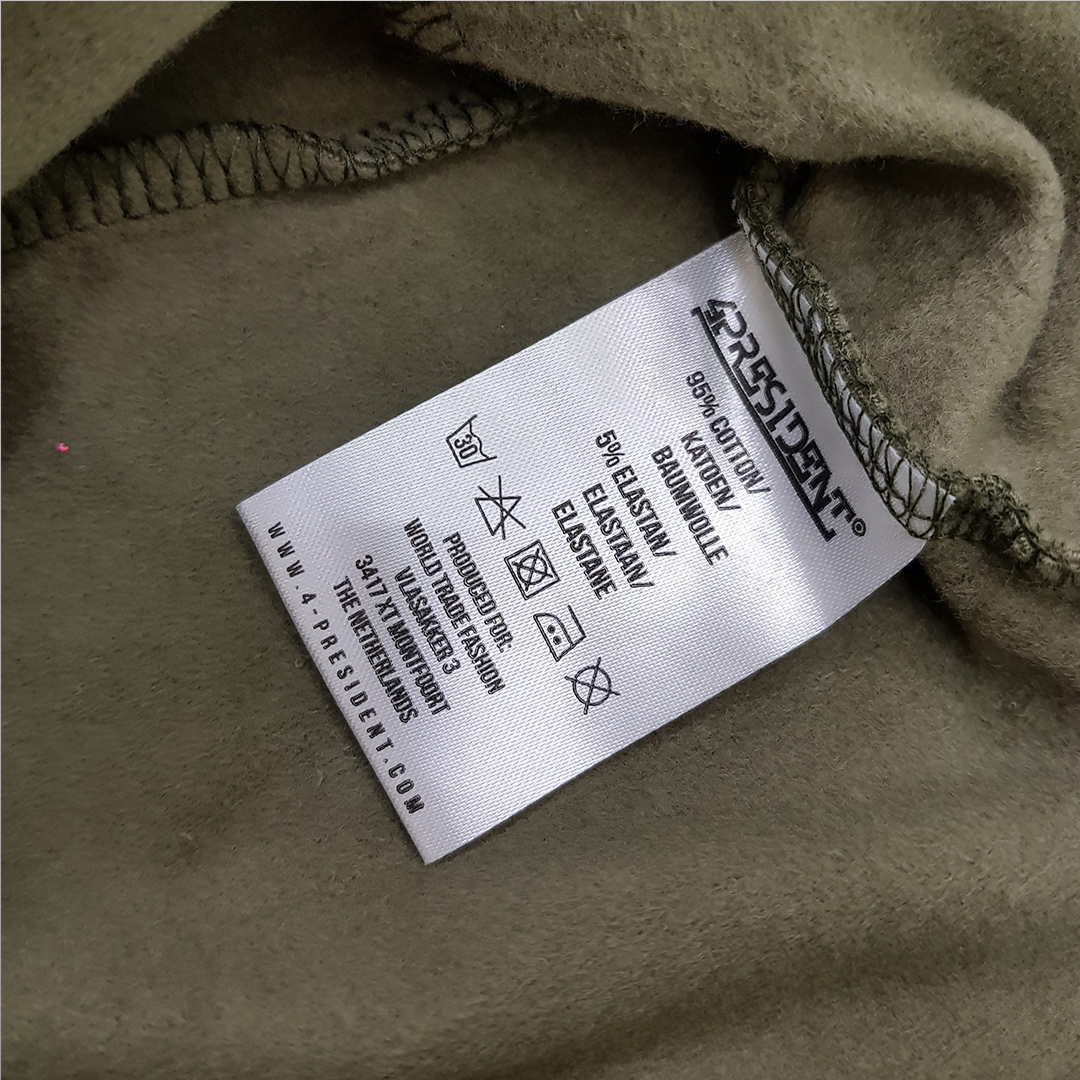 4PRESIDENT®
95% COTTON/
KATOEN/
BAUMWOLLE
5% ELASTAN/
ELASTAAN/
ELASTANE
30
PRODUCED FOR:
WORLD TRADE FASHION
VLASAKKER 3
3417 XT MONTFOORT
THE NETHERLANDS
WWW.4-PRESIDENT.COM